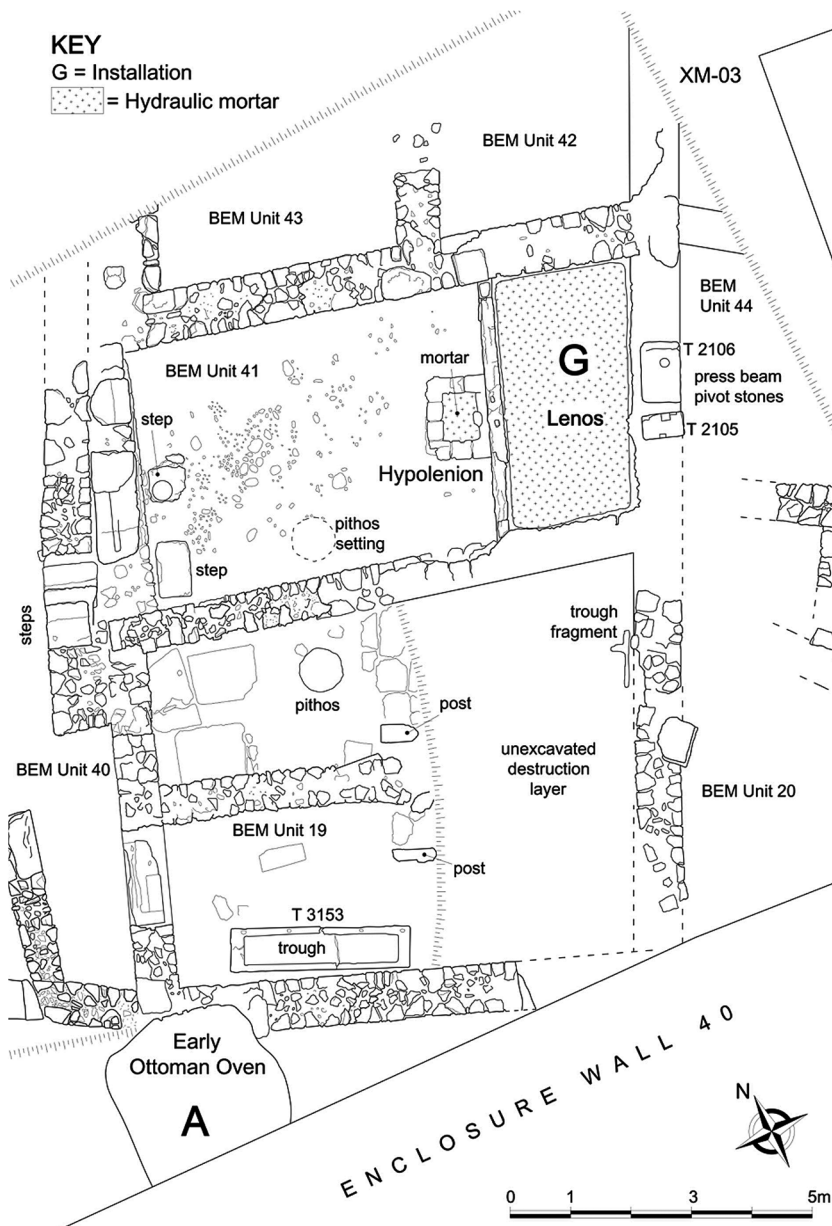 KEY
G = Installation
= Hydraulic mortar
XM-03
BEM Unit 42
BEM Unit 43
BEM
Unit 44
BEM Unit 41
mortar
G
Lenos
T 2106
press beam
pivot stones
T 2105
step
Hypolenion
pithos
setting
step
steps
trough
fragment
pithos
post
unexcavated
destruction
layer
BEM Unit 40
BEM Unit 20
BEM Unit 19
post
T 3153
trough
Early
Ottoman Oven
A
ENCLOSURE WALL 40
N
0 1 3 5m